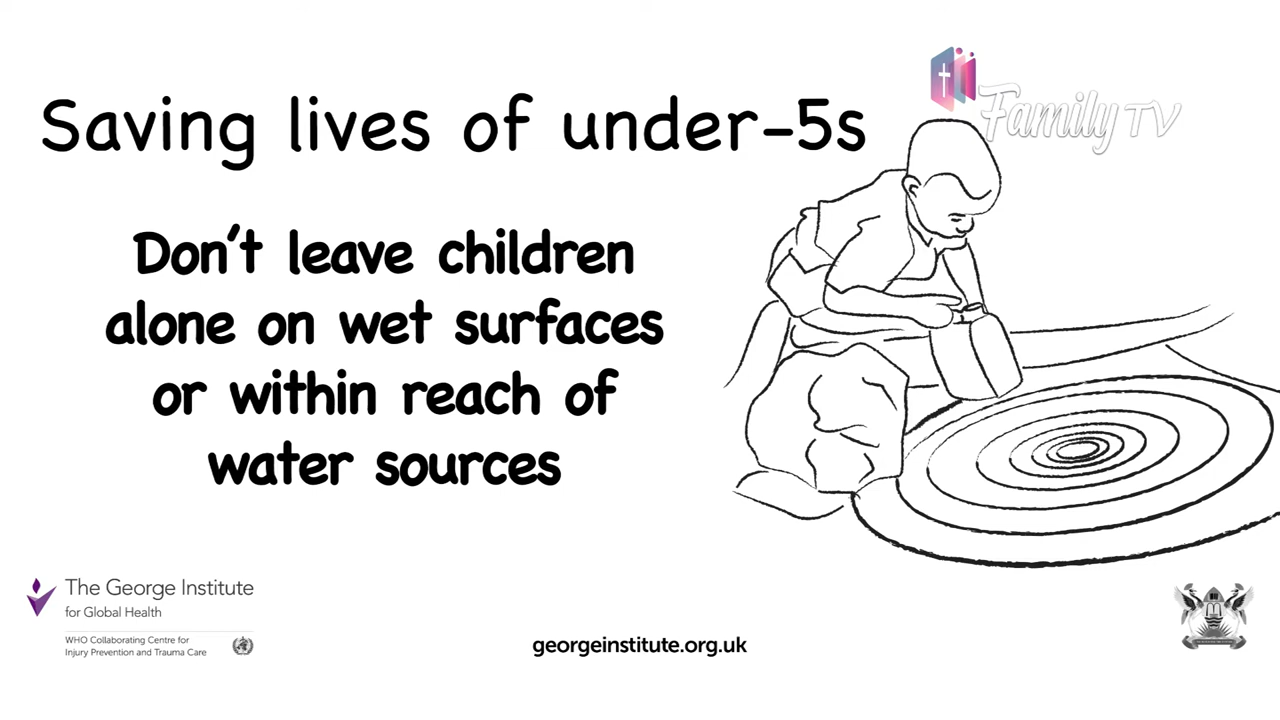 Family TV
Saving lives of under-5s
Don't leave children
alone on wet surfaces
or within reach of
water sources
The George Institute
for Global Health
WHO Collaborating Centre for
Injury Prevention and Trauma Care
georgeinstitute.org.uk